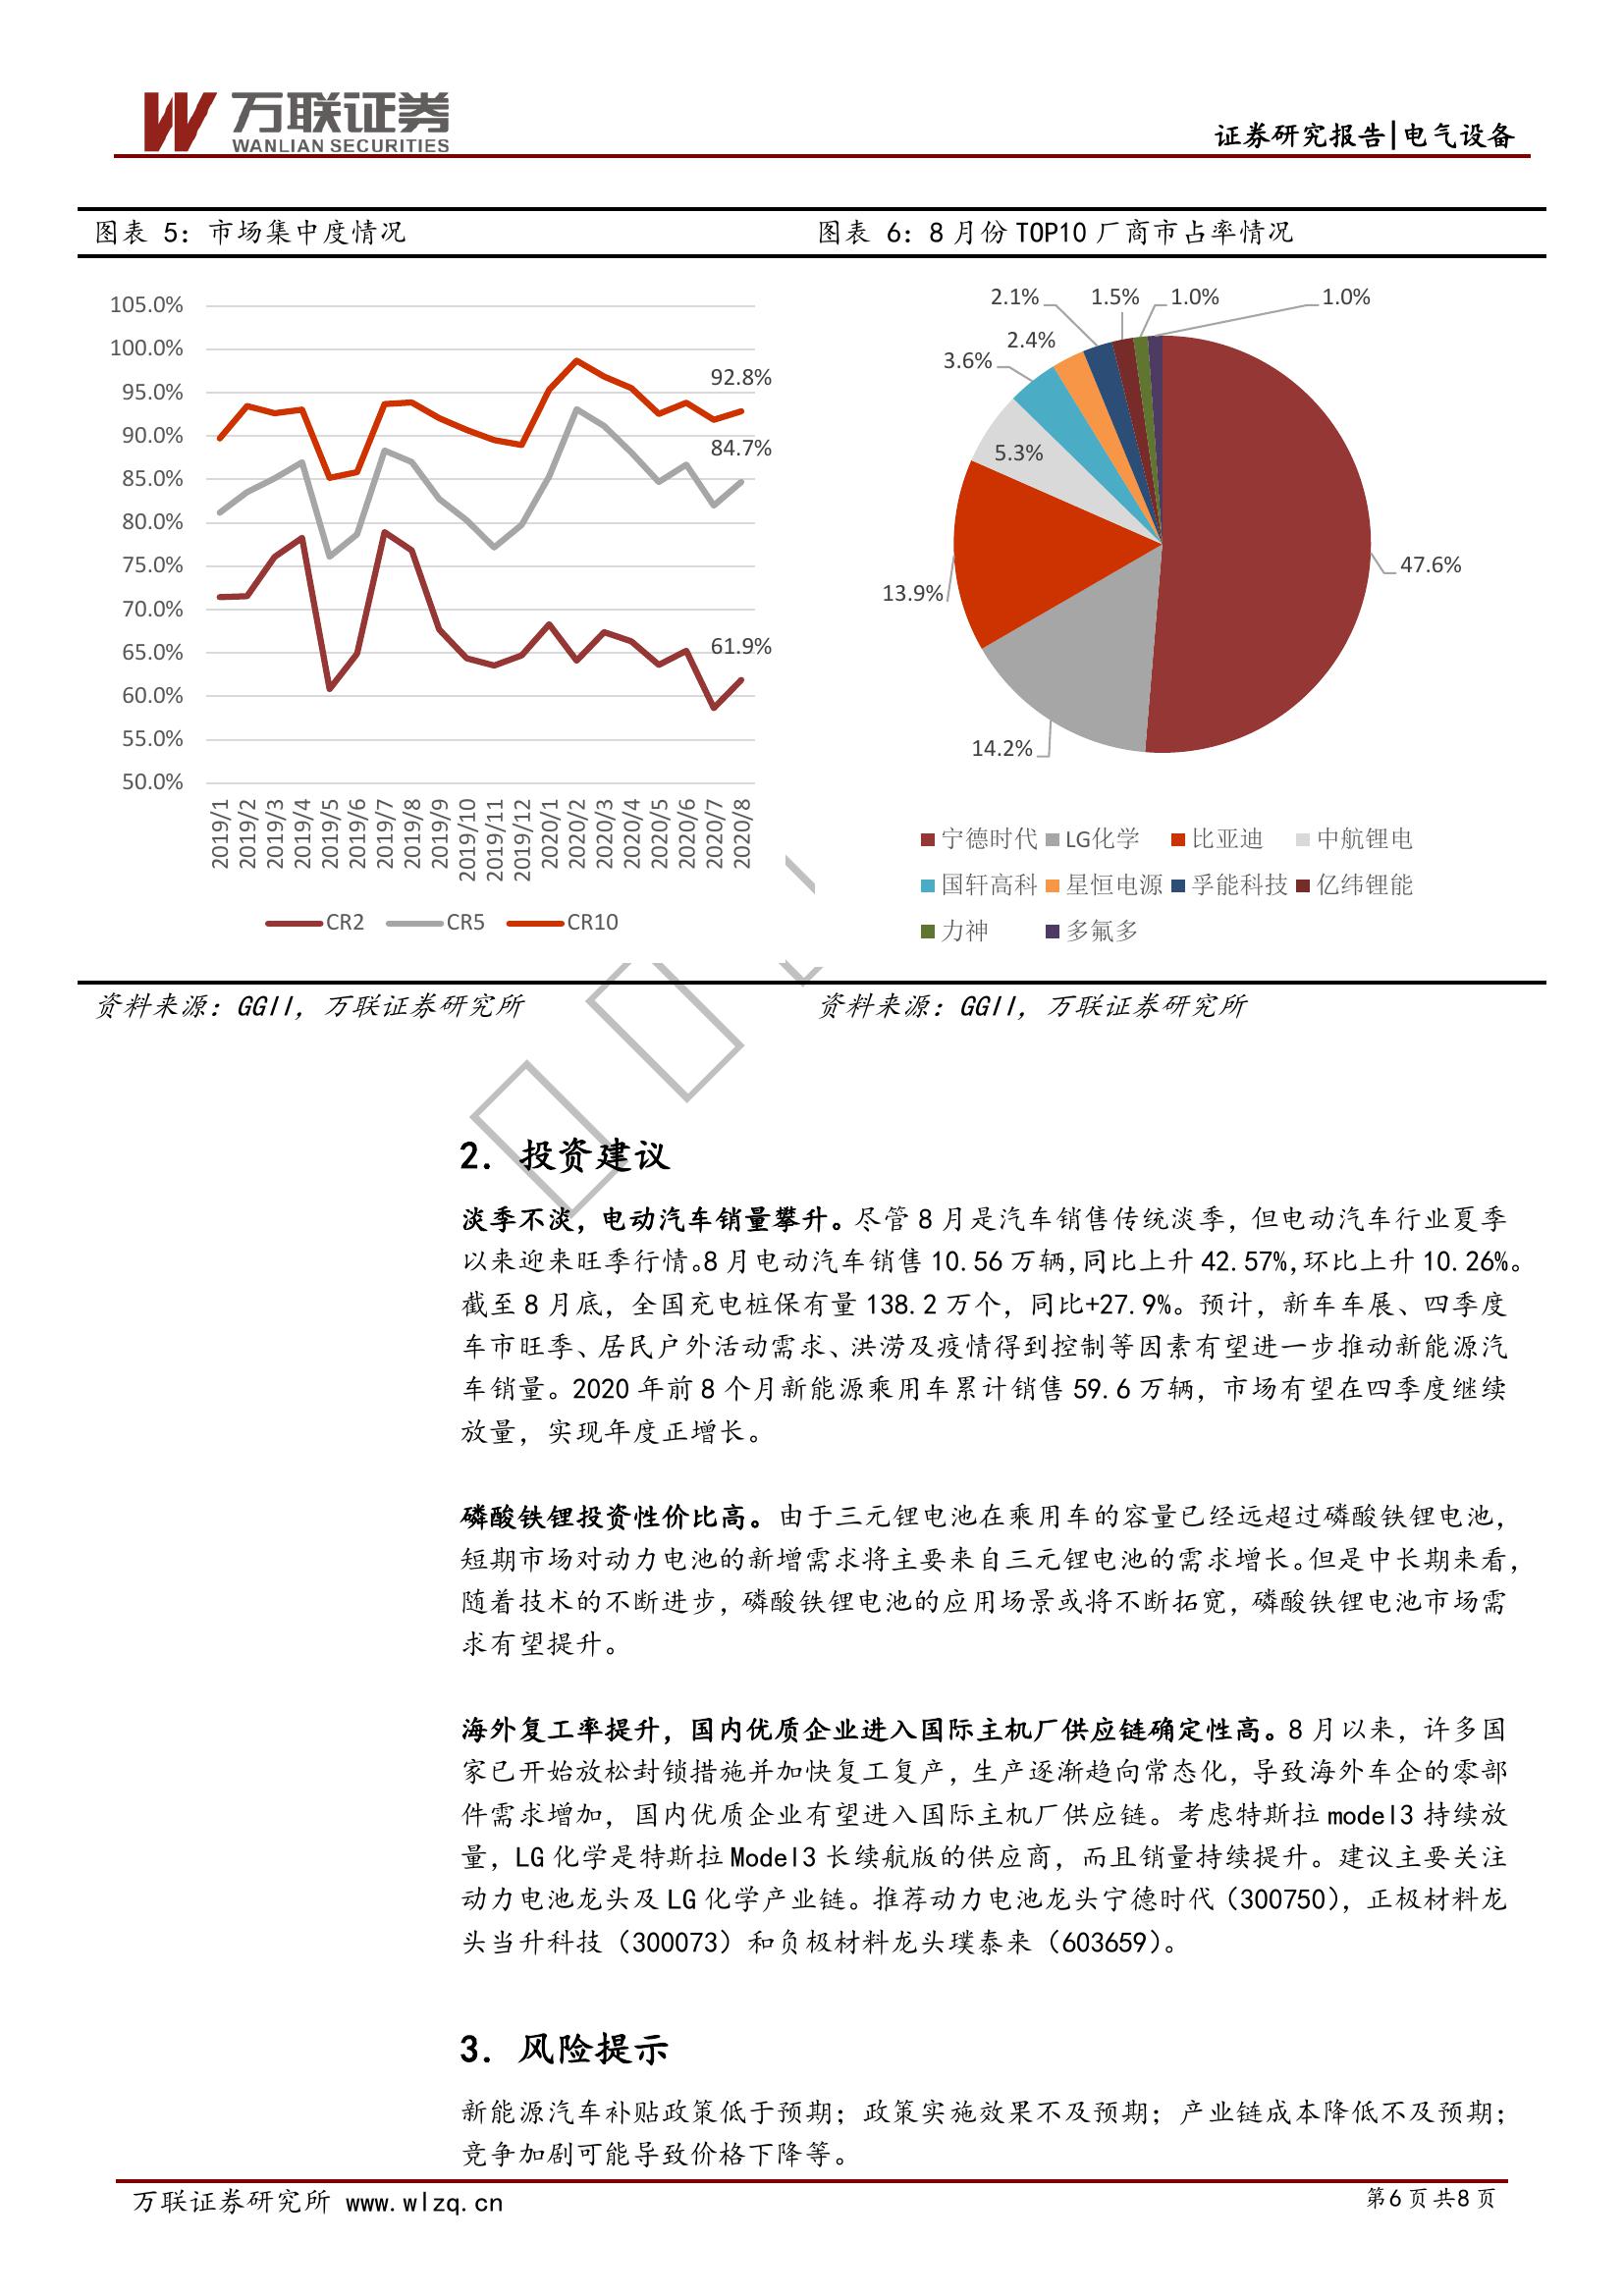 万联证券
WANLIAN SECURITIES
证券研究报告|电气设备
图表 5：市场集中度情况
105.0%
100.0%
95.0%
90.0%
85.0%
80.0%
75.0%
70.0%
65.0%
60.0%
55.0%
50.0%
92.8%
84.7%
61.9%
2019/1
2019/2
2019/3
2019/4
2019/5
2019/6
2019/7
2019/8
2019/9
2019/10
2019/11
2019/12
2020/1
2020/2
2020/3
2020/4
2020/5
2020/6
2020/7
2020/8
CR2 CR5 CR10
资料来源：GGII，万联证券研究所
图表 6：8 月份 TOP10 厂商市占率情况
2.1% 1.5% 1.0% 1.0%
2.4%
3.6%
5.3%
47.6%
13.9%
14.2%
宁德时代 LG化学 比亚迪 中航锂电
国轩高科 星恒电源 孚能科技 亿纬锂能
力神 多氟多
资料来源：GGII，万联证券研究所
2. 投资建议
淡季不淡，电动汽车销量攀升。尽管 8 月是汽车销售传统淡季，但电动汽车行业夏季
以来迎来旺季行情。8 月电动汽车销售 10.56 万辆，同比上升 42.57%，环比上升 10.26%。
截至 8 月底，全国充电桩保有量 138.2 万个，同比+27.9%。预计，新车车展、四季度
车市旺季、居民户外活动需求、洪涝及疫情得到控制等因素有望进一步推动新能源汽
车销量。2020 年前 8 个月新能源乘用车累计销售 59.6 万辆，市场有望在四季度继续
放量，实现年度正增长。
磷酸铁锂投资性价比高。由于三元锂电池在乘用车的容量已经远超过磷酸铁锂电池，
短期市场对动力电池的新增需求将主要来自三元锂电池的需求增长。但是中长期来看，
随着技术的不断进步，磷酸铁锂电池的应用场景或将不断拓宽，磷酸铁锂电池市场需
求有望提升。
海外复工率提升，国内优质企业进入国际主机厂供应链确定性高。8 月以来，许多国
家已开始放松封锁措施并加快复工复产，生产逐渐趋向常态化，导致海外车企的零部
件需求增加，国内优质企业有望进入国际主机厂供应链。考虑特斯拉 model3 持续放
量，LG 化学是特斯拉 Model3 长续航版的供应商，而且销量持续提升。建议主要关注
动力电池龙头及 LG 化学产业链。推荐动力电池龙头宁德时代（300750），正极材料龙
头当升科技（300073）和负极材料龙头璞泰来（603659）。
3. 风险提示
新能源汽车补贴政策低于预期；政策实施效果不及预期；产业链成本降低不及预期；
竞争加剧可能导致价格下降等。
万联证券研究所 www.wlzq.cn
第6页共8页